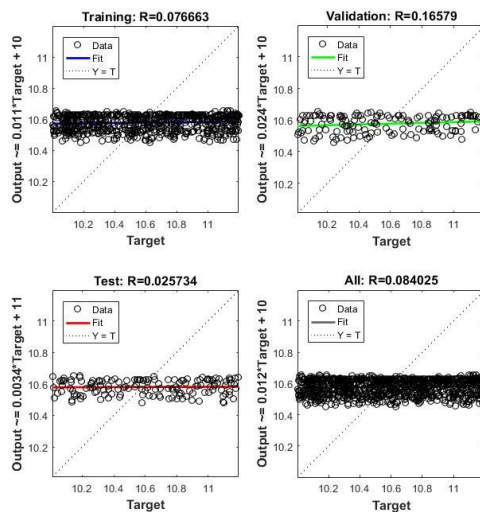 Training: R=0.076663
Output ~= 0.011*Target + 10
11
10.8
10.6
10.4
10.2
Data
Fit
Y = T
10.2 10.4 10.6 10.8 11
Target
Validation: R=0.16579
Output ~= 0.024*Target + 10
11
10.8
10.6
10.4
10.2
Data
Fit
Y = T
10.2 10.4 10.6 10.8 11
Target
Test: R=0.025734
Output ~= 0.0034*Target + 11
11
10.8
10.6
10.4
10.2
Data
Fit
Y = T
10.2 10.4 10.6 10.8 11
Target
All: R=0.084025
Output ~= 0.012*Target + 10
11
10.8
10.6
10.4
10.2
Data
Fit
Y = T
10.2 10.4 10.6 10.8 11
Target